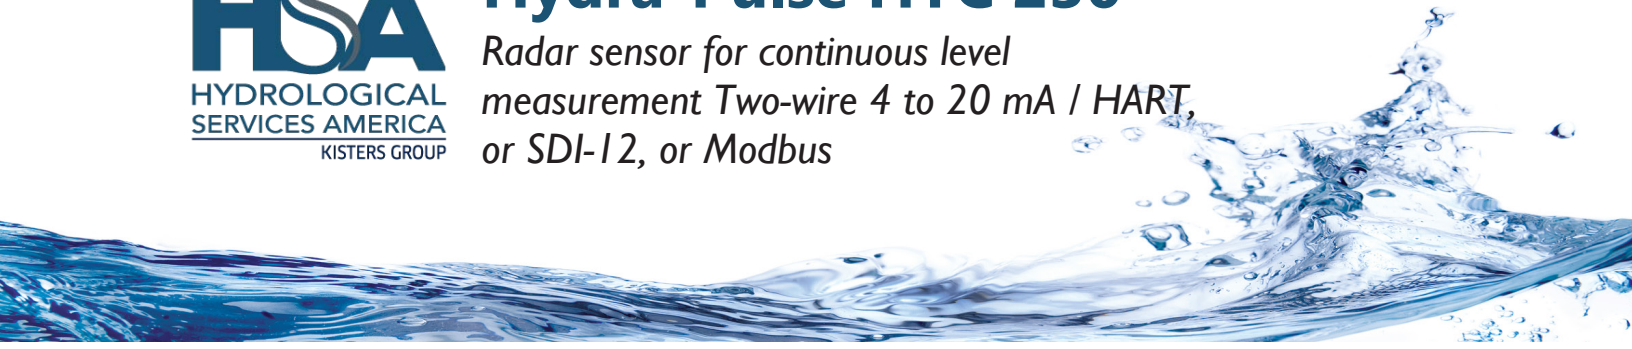 HSA
HYDROLOGICAL
SERVICES AMERICA
KISTERS GROUP
Radar sensor for continuous level
measurement Two-wire 4 to 20 mA / HART,
or SDI-12, or Modbus